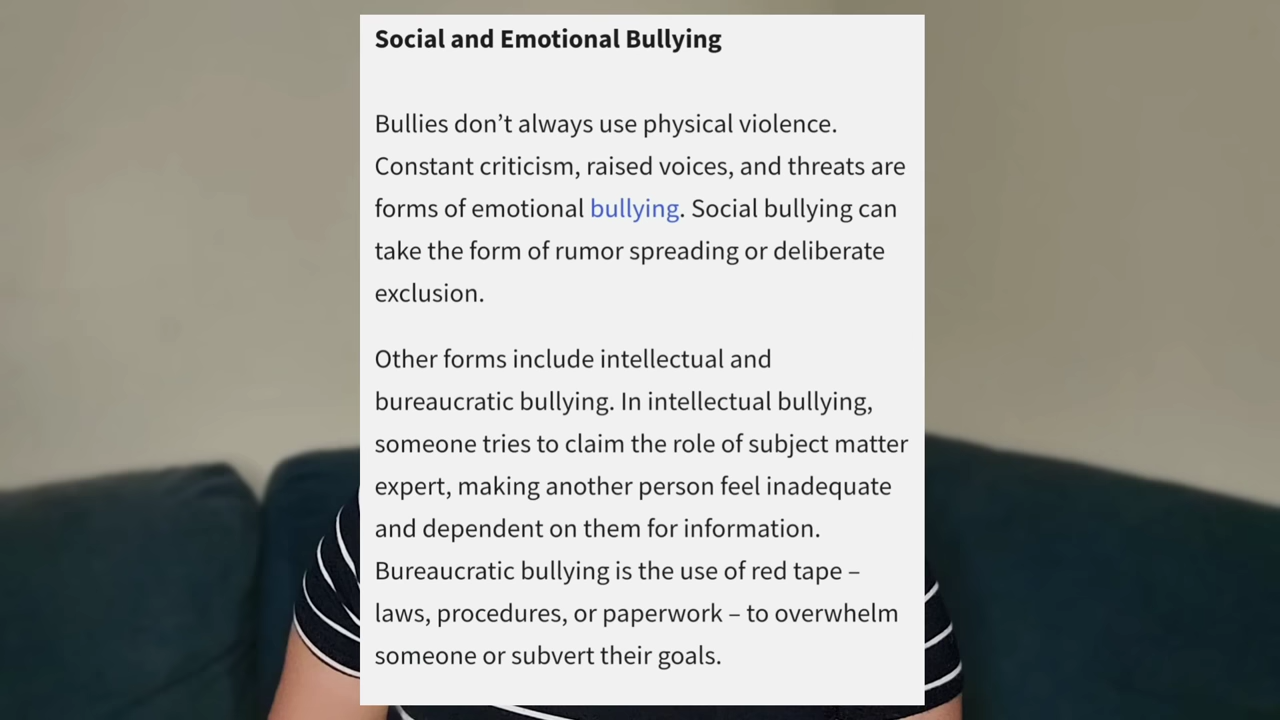 Social and Emotional Bullying
Bullies don’t always use physical violence.
Constant criticism, raised voices, and threats are
forms of emotional bullying. Social bullying can
take the form of rumor spreading or deliberate
exclusion.
Other forms include intellectual and
bureaucratic bullying. In intellectual bullying,
someone tries to claim the role of subject matter
expert, making another person feel inadequate
and dependent on them for information.
Bureaucratic bullying is the use of red tape –
laws, procedures, or paperwork – to overwhelm
someone or subvert their goals.